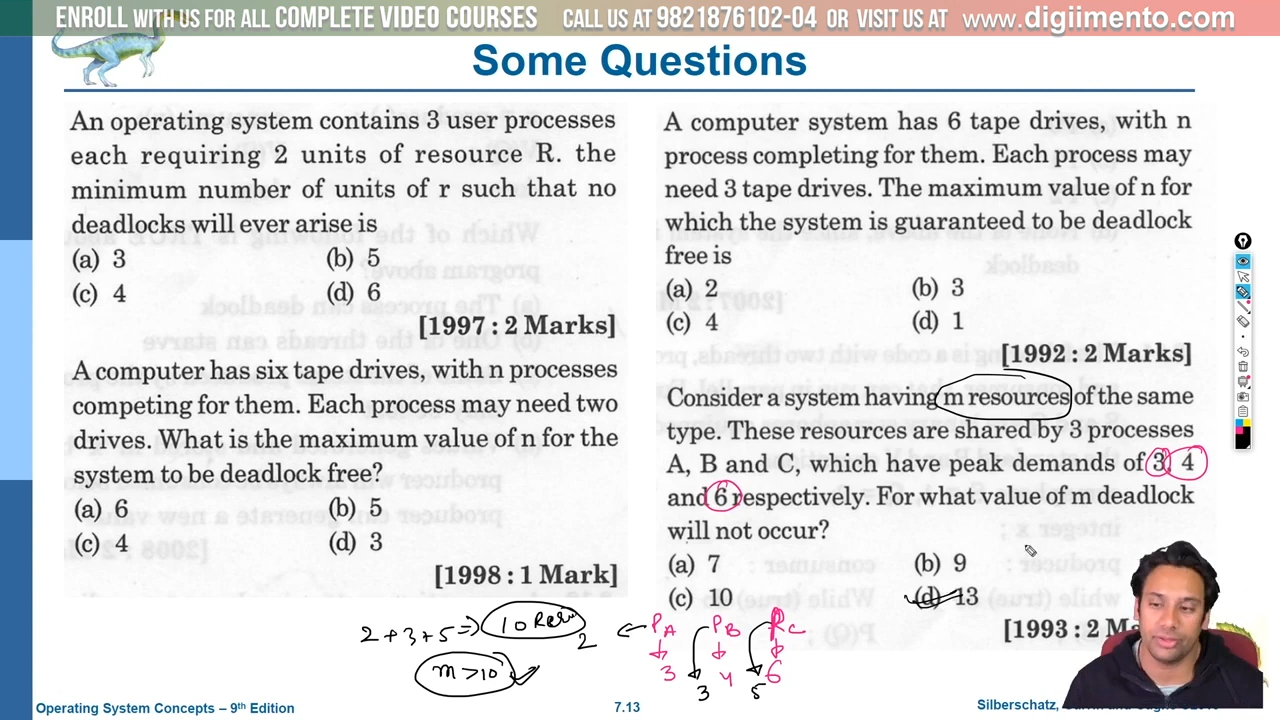 ENROLL WITH US FOR ALL COMPLETE VIDEO COURSES CALL US AT 9821876102-04 OR VISIT US AT www.digiimento.com
Some Questions
An operating system contains 3 user processes
each requiring 2 units of resource R. the
minimum number of units of r such that no
deadlocks will ever arise is
(a) 3 (b) 5
(c) 4 (d) 6
[1997 : 2 Marks]
A computer has six tape drives, with n processes
competing for them. Each process may need two
drives. What is the maximum value of n for the
system to be deadlock free?
(a) 6 (b) 5
(c) 4 (d) 3
[1998 : 1 Mark]
A computer system has 6 tape drives, with n
process completing for them. Each process may
need 3 tape drives. The maximum value of n for
which the system is guaranteed to be deadlock
free is
(a) 2 (b) 3
(c) 4 (d) 1
[1992 : 2 Marks]
Consider a system having m resources of the same
type. These resources are shared by 3 processes
A, B and C, which have peak demands of 3, 4
and 6 respectively. For what value of m deadlock
will not occur?
(a) 7 (b) 9
(c) 10 (d) 13
[1993 : 2 Ma
2+3+5 => 10 Res
2 PA PB PC
m > 10
3 4 6
3 5
Operating System Concepts – 9th Edition 7.13 Silberschatz,